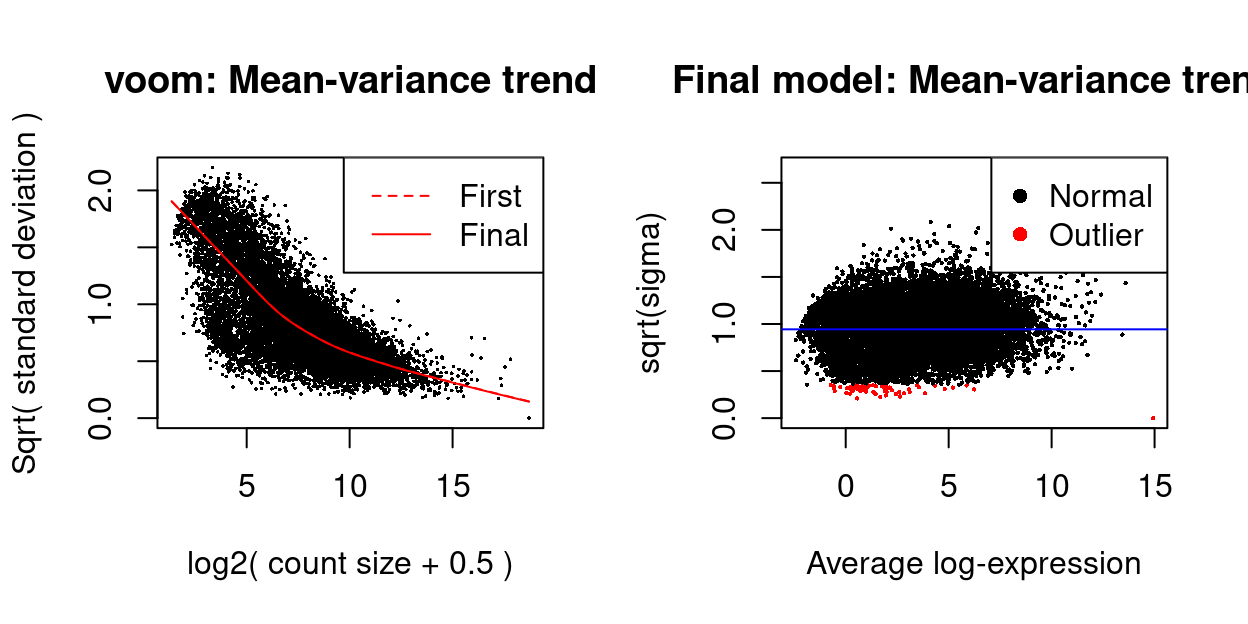 voom: Mean-variance trend
Sqrt( standard deviation )
2.0
1.0
0.0
First
Final
5
10
15
log2( count size + 0.5 )
Final model: Mean-variance tren
sqrt(sigma)
2.0
1.0
0.0
Normal
Outlier
0
5
10
15
Average log-expression